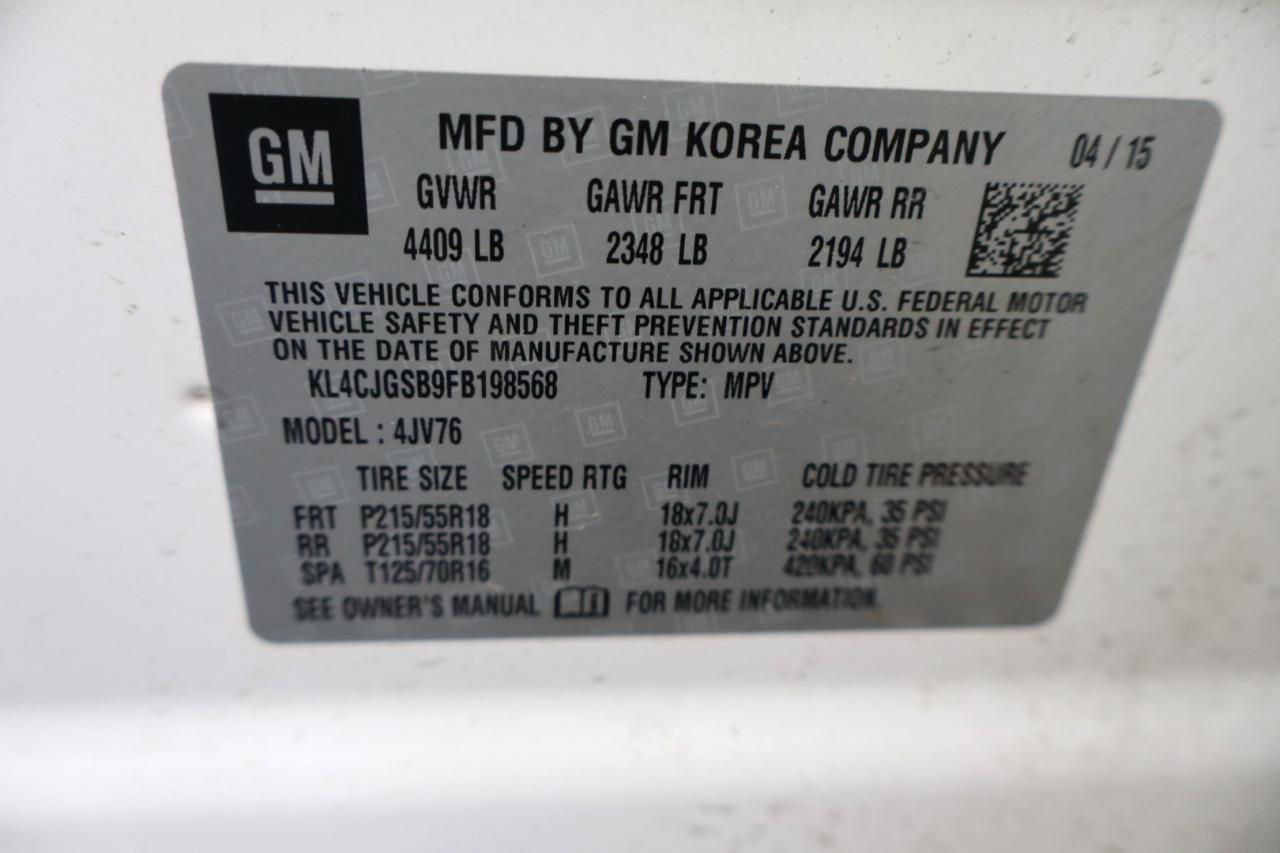 GM
MFD BY GM KOREA COMPANY 04 / 15
GVWR GAWR FRT GAWR RR
4409 LB 2348 LB 2194 LB
THIS VEHICLE CONFORMS TO ALL APPLICABLE U.S. FEDERAL MOTOR
VEHICLE SAFETY AND THEFT PREVENTION STANDARDS IN EFFECT
ON THE DATE OF MANUFACTURE SHOWN ABOVE.
KL4CJGSB9FB198568 TYPE: MPV
MODEL : 4JV76
TIRE SIZE SPEED RTG RIM COLD TIRE PRESSURE
FRT P215/55R18 H 18x7.0J 240KPA, 35 PSI
RR P215/55R18 H 18x7.0J 240KPA, 35 PSI
SPA T125/70R16 M 16x4.0T 420KPA, 60 PSI
SEE OWNER'S MANUAL FOR MORE INFORMATION.